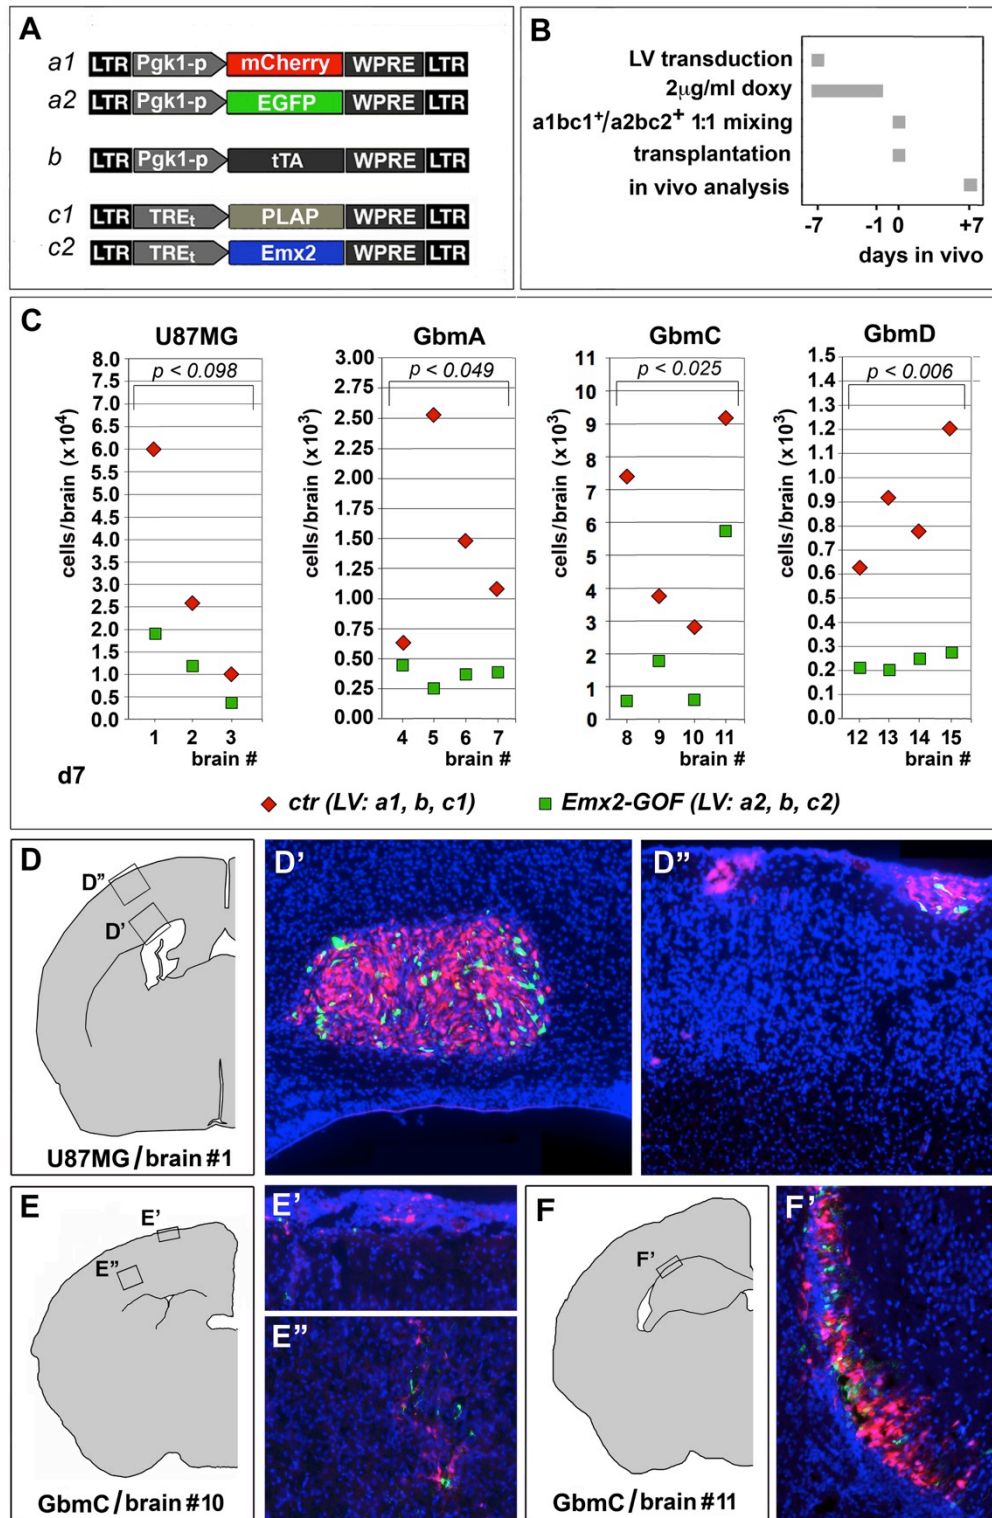 A
a1 LTR Pgk1-p mCherry WPRE LTR
a2 LTR Pgk1-p EGFP WPRE LTR
b LTR Pgk1-p tTA WPRE LTR
c1 LTR TREt PLAP WPRE LTR
c2 LTR TREt Emx2 WPRE LTR
B
LV transduction
2μg/ml doxy
a1bc1⁺/a2bc2⁺ 1:1 mixing
transplantation
in vivo analysis
-7 -1 0 +7
days in vivo
C
U87MG
p < 0.098
cells/brain (x10⁴)
8.0
7.5
7.0
6.5
6.0
5.5
5.0
4.5
4.0
3.5
3.0
2.5
2.0
1.5
1.0
0.5
0.0
1 2 3
brain #
GbmA
p < 0.049
cells/brain (x10³)
3.00
2.75
2.50
2.25
2.00
1.75
1.50
1.25
1.00
0.75
0.50
0.25
0.00
4 5 6 7
brain #
GbmC
p < 0.025
cells/brain (x10³)
11
10
9
8
7
6
5
4
3
2
1
0
8 9 10 11
brain #
GbmD
p < 0.006
cells/brain (x10³)
1.5
1.4
1.3
1.2
1.1
1.0
0.9
0.8
0.7
0.6
0.5
0.4
0.3
0.2
0.1
0.0
12 13 14 15
brain #
d7
ctr (LV: a1, b, c1)
Emx2-GOF (LV: a2, b, c2)
D
D”
D’
U87MG/brain #1
D’
D”
E
E’
E”
GbmC/brain #10
E’
E”
F
F’
GbmC/brain #11
F’